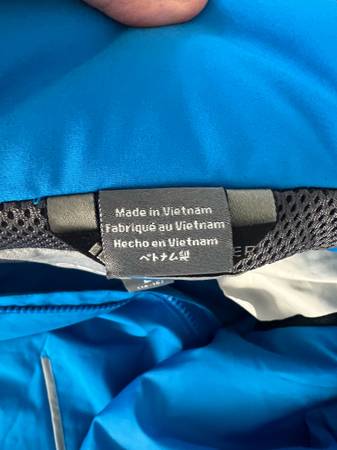 Made in Vietnam
Fabriqué au Vietnam
Hecho en Vietnam
ベトナム製